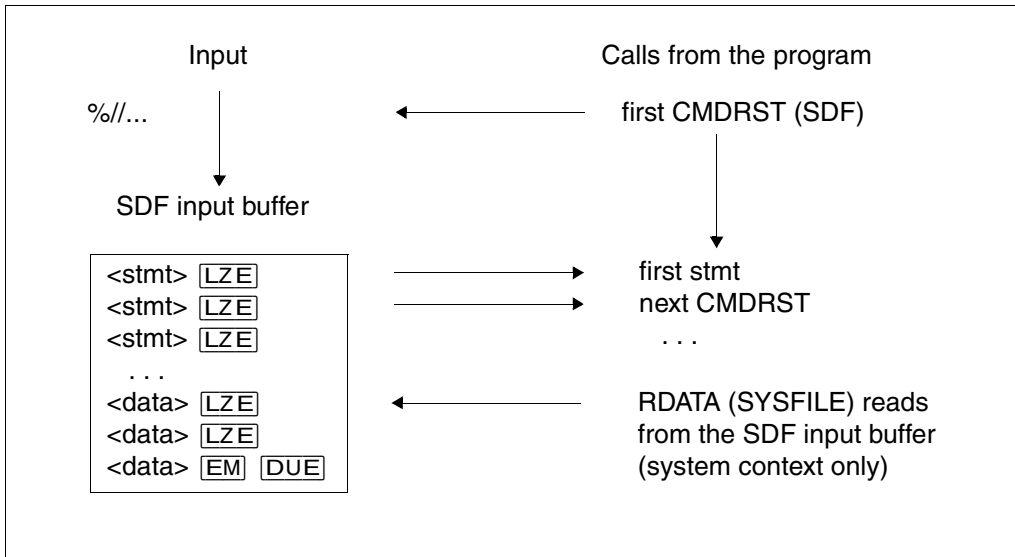 Input
Calls from the program
%//...
first CMDRST (SDF)
SDF input buffer
<stmt> LZE
first stmt
<stmt> LZE
next CMDRST
<stmt> LZE
. . .
. . .
<data> LZE
RDATA (SYSFILE) reads
<data> LZE
from the SDF input buffer
<data> EM DUE
(system context only)